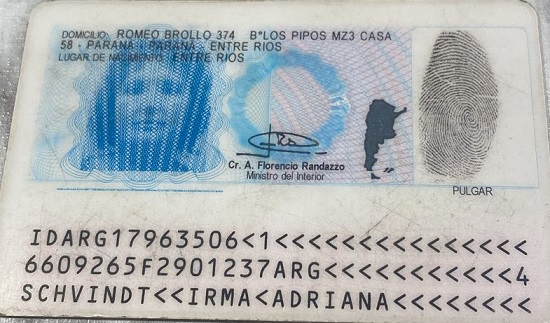 DOMICILIO: ROMEO BROLLO 374 B°LOS PIPOS MZ3 CASA
58 - PARANA - PARANA - ENTRE RIOS
LUGAR DE NACIMIENTO: ENTRE RIOS
Cr. A. Florencio Randazzo
Ministro del Interior
PULGAR
IDARG17963506<1<<<<<<<<<<<<<<<
6609265F2901237ARG<<<<<<<<<<<4
SCHVINDT<<IRMA<ADRIANA<<<<<<<<